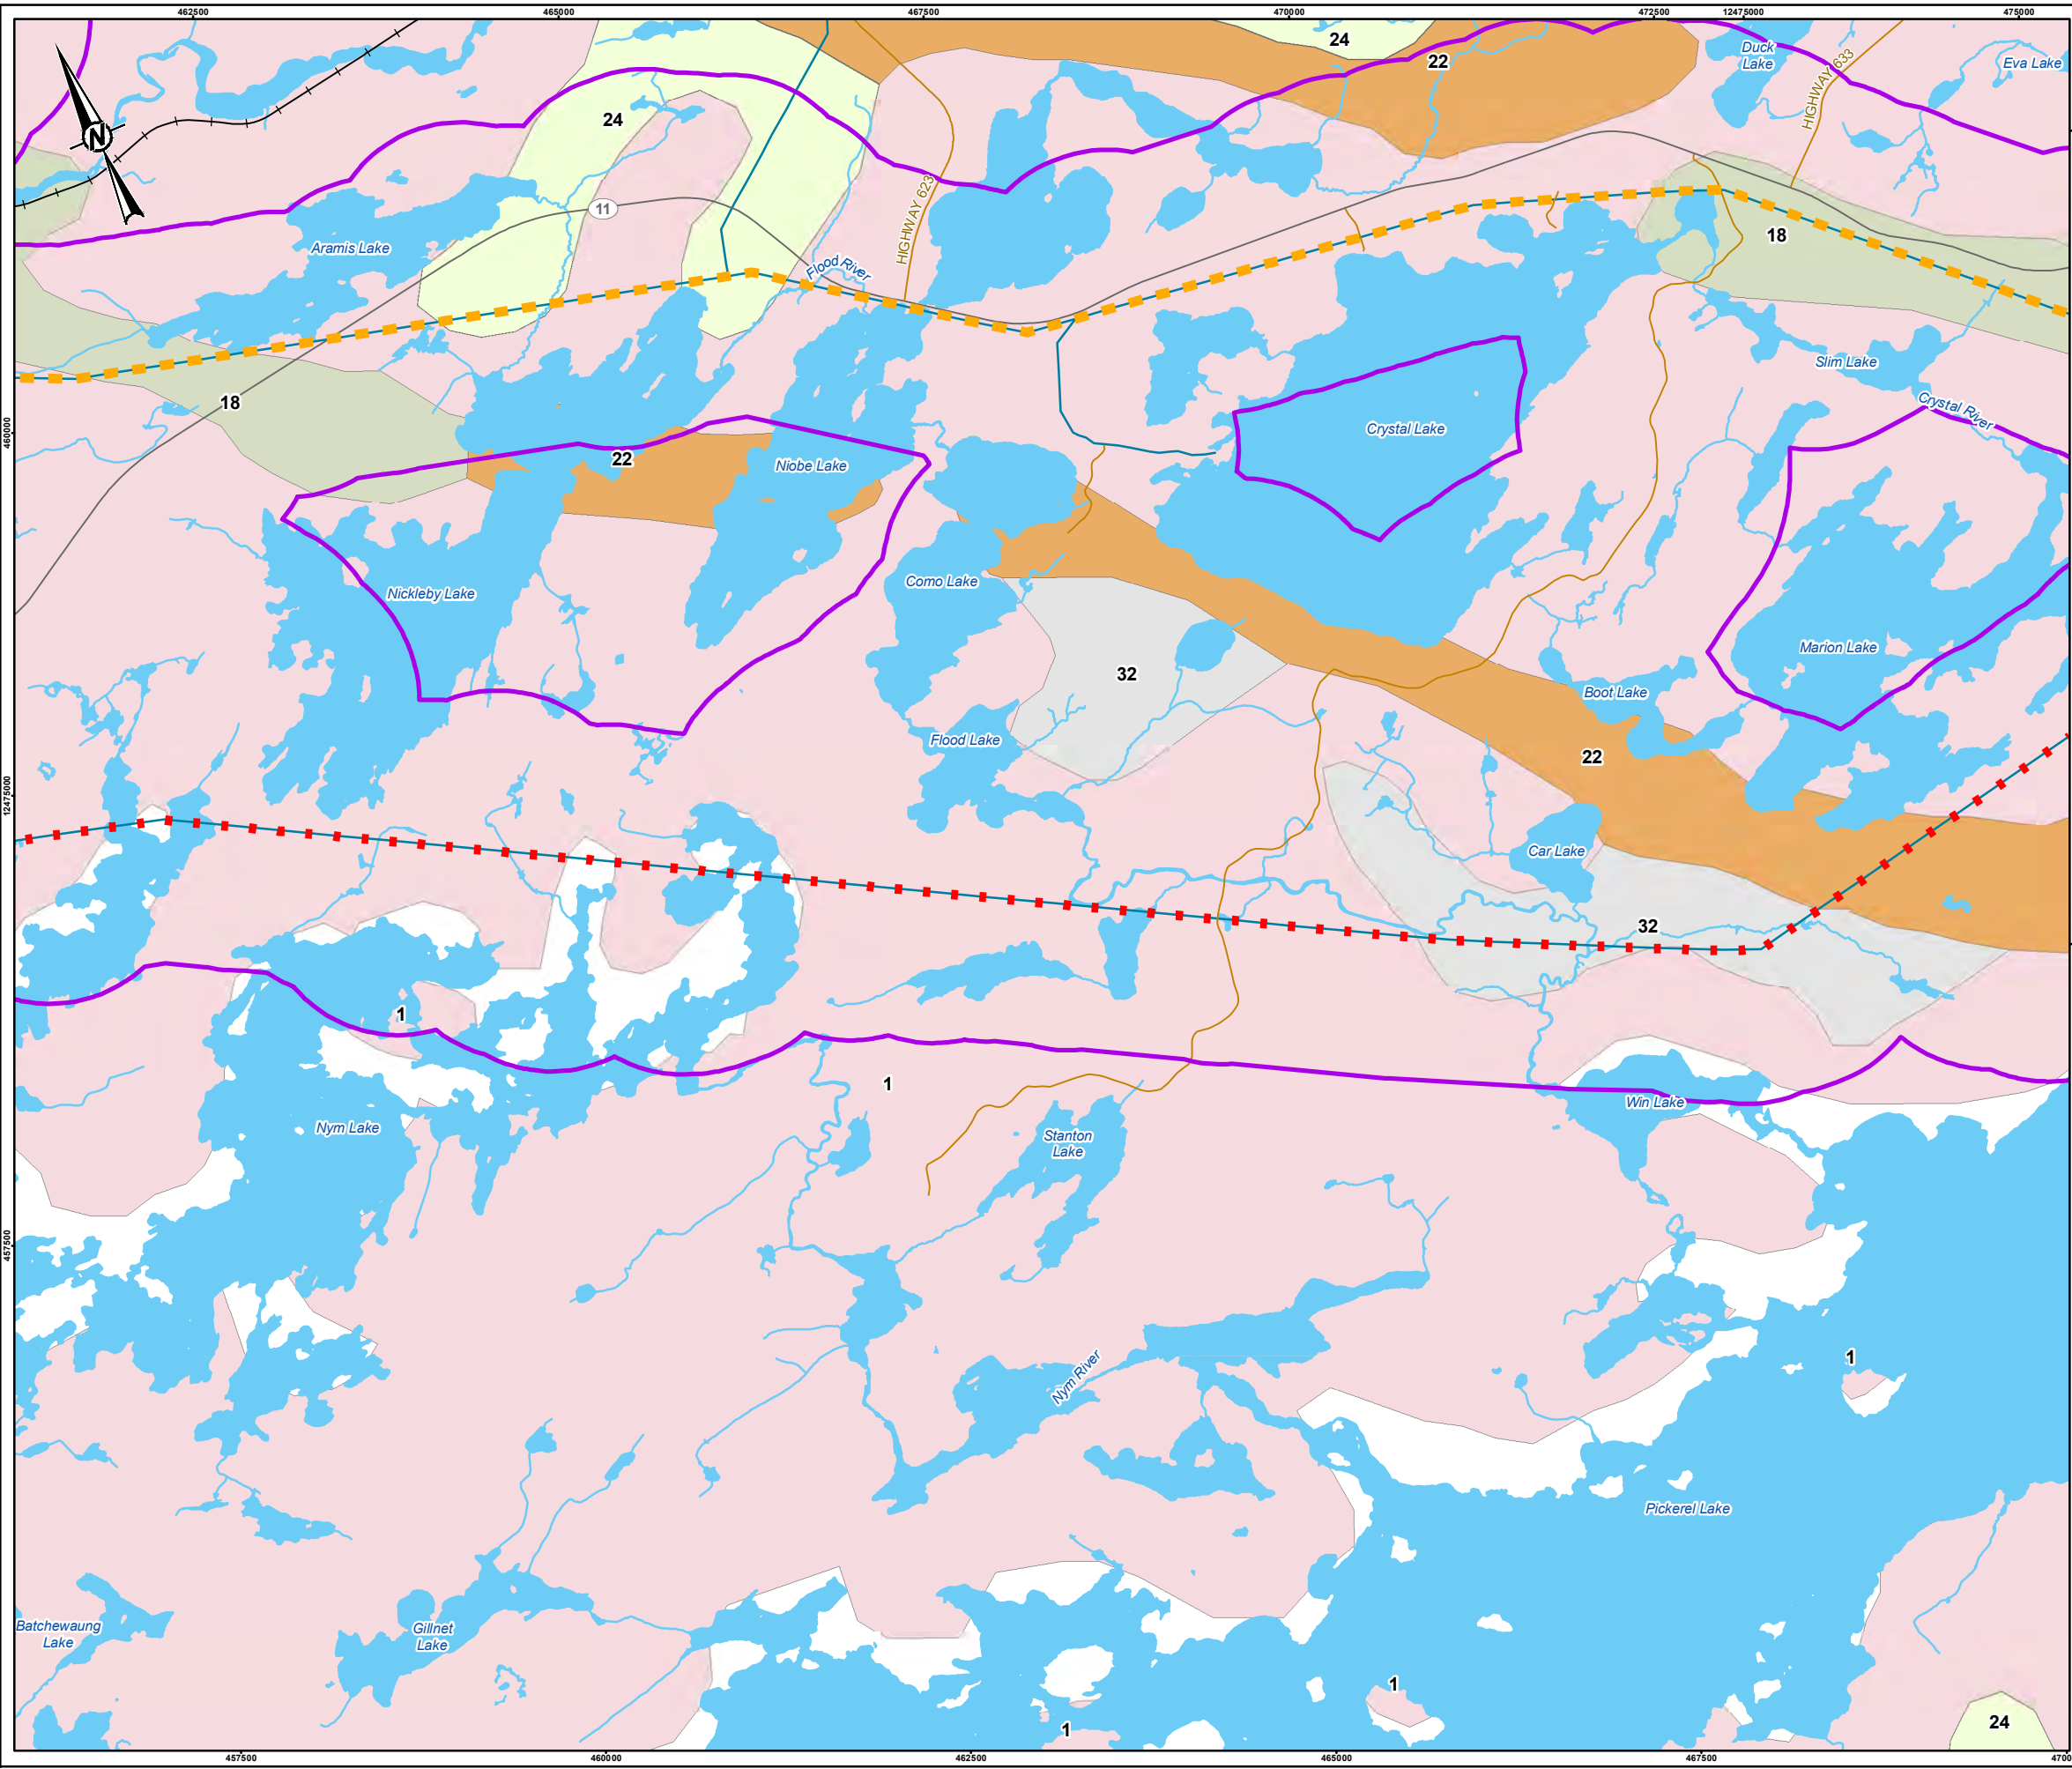 462500
465000
467500
470000
472500
12475000
475000
24
22
Duck
Lake
Eva Lake
HIGHWAY 633
N
24
11
HIGHWAY 623
18
Aramis Lake
Flood River
18
Slim Lake
Crystal River
Crystal Lake
460000
22
Niobe Lake
Como Lake
Nickleby Lake
32
Marion Lake
Boot Lake
Flood Lake
22
12475000
Car Lake
32
1
1
Win Lake
Nym Lake
Stanton
Lake
457500
Nym River
1
Pickerel Lake
Batchewaung
Lake
Gillnet
Lake
1
1
24
457500
460000
462500
465000
467500
4700